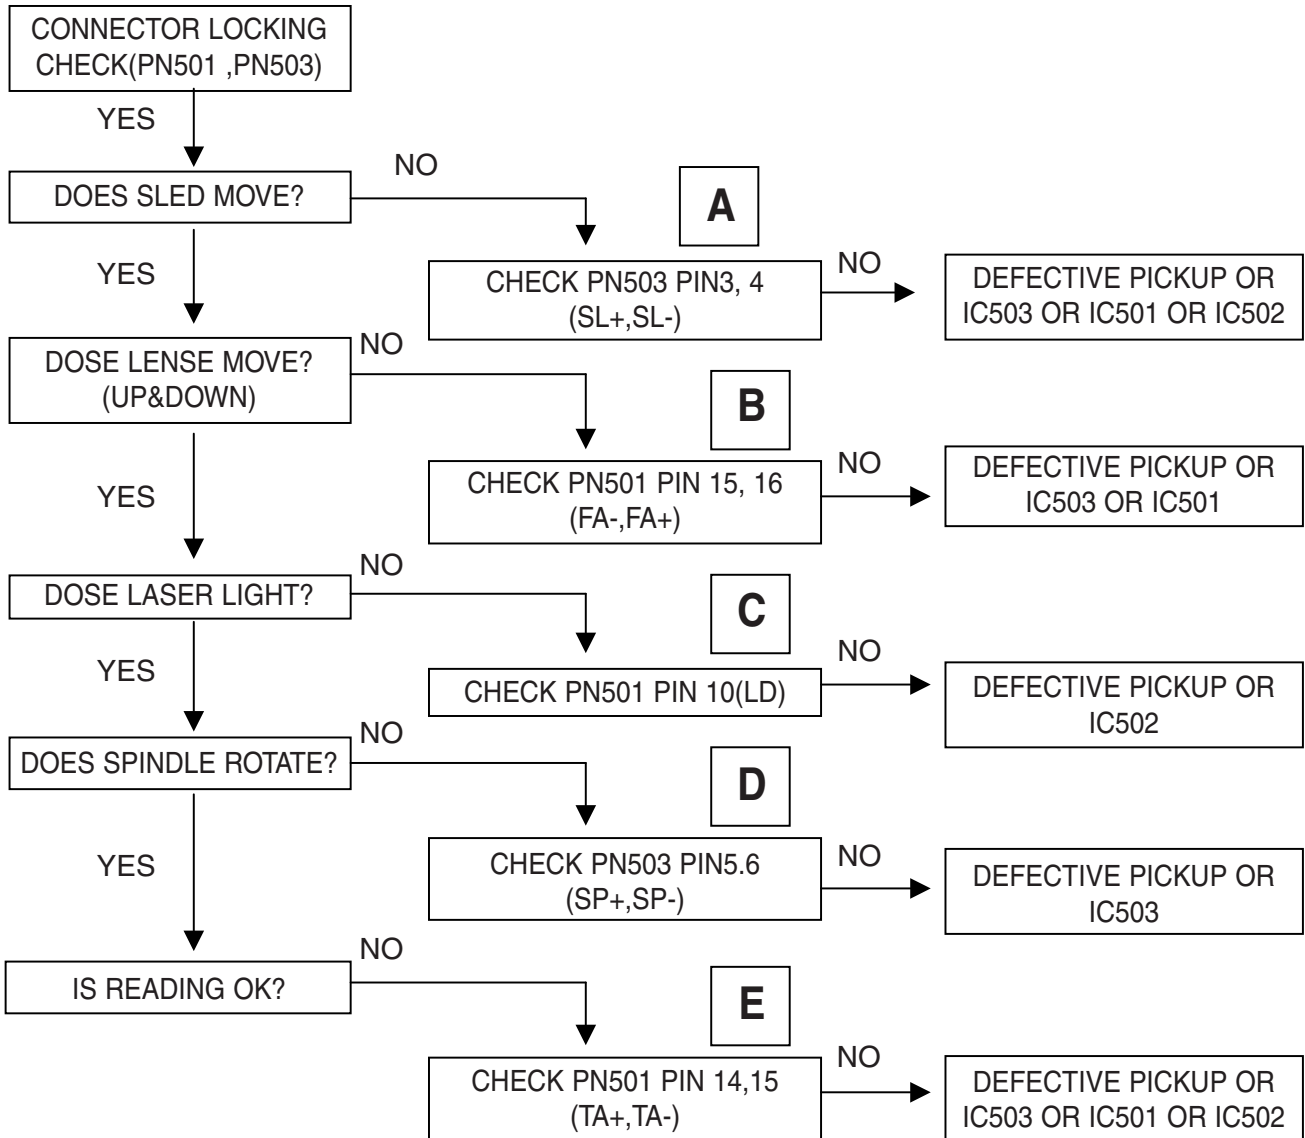 CONNECTOR LOCKING
CHECK(PN501 ,PN503)
YES
DOES SLED MOVE?
NO
A
CHECK PN503 PIN3, 4
(SL+,SL-)
NO
DEFECTIVE PICKUP OR
IC503 OR IC501 OR IC502
YES
DOSE LENSE MOVE?
(UP&DOWN)
NO
B
CHECK PN501 PIN 15, 16
(FA-,FA+)
NO
DEFECTIVE PICKUP OR
IC503 OR IC501
YES
DOSE LASER LIGHT?
NO
C
CHECK PN501 PIN 10(LD)
NO
DEFECTIVE PICKUP OR
IC502
YES
DOES SPINDLE ROTATE?
NO
D
CHECK PN503 PIN5.6
(SP+,SP-)
NO
DEFECTIVE PICKUP OR
IC503
YES
IS READING OK?
NO
E
CHECK PN501 PIN 14,15
(TA+,TA-)
NO
DEFECTIVE PICKUP OR
IC503 OR IC501 OR IC502